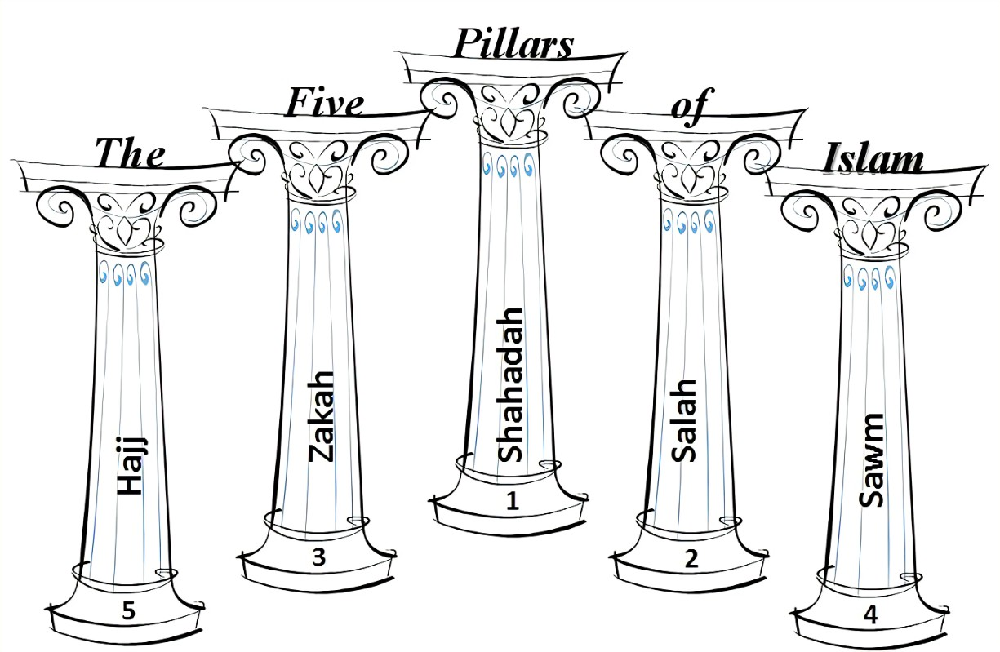 The Five Pillars of Islam
Hajj
Zakah
Shahadah
Salah
Sawm
5
3
1
2
4